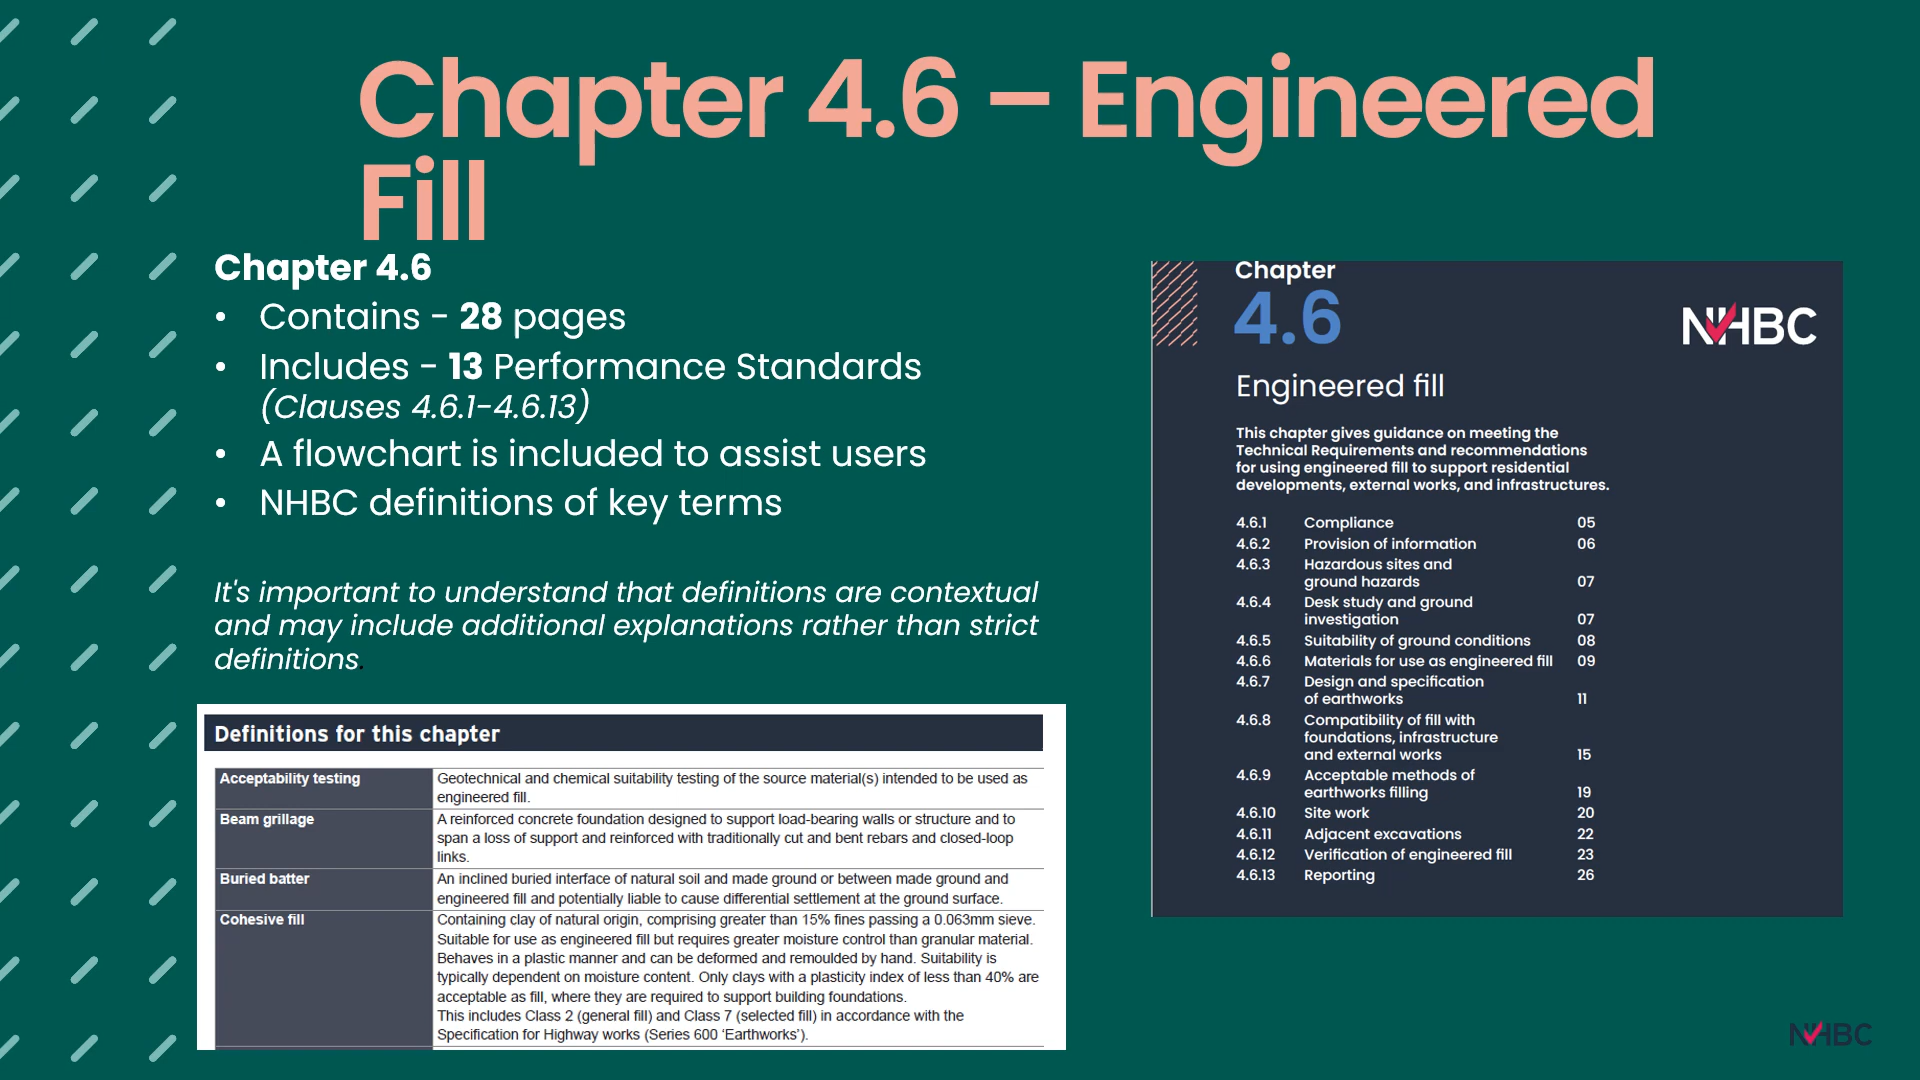 Chapter 4.6 – Engineered
Fill
Chapter 4.6
• Contains - 28 pages
• Includes - 13 Performance Standards
(Clauses 4.6.1-4.6.13)
• A flowchart is included to assist users
• NHBC definitions of key terms
It's important to understand that definitions are contextual
and may include additional explanations rather than strict
definitions.
Definitions for this chapter
Acceptability testing
Geotechnical and chemical suitability testing of the source material(s) intended to be used as
engineered fill.
Beam grillage
A reinforced concrete foundation designed to support load-bearing walls or structure and to
span a loss of support and reinforced with traditionally cut and bent rebars and closed-loop
links.
Buried batter
An inclined buried interface of natural soil and made ground or between made ground and
engineered fill and potentially liable to cause differential settlement at the ground surface.
Cohesive fill
Containing clay of natural origin, comprising greater than 15% fines passing a 0.063mm sieve.
Suitable for use as engineered fill but requires greater moisture control than granular material.
Behaves in a plastic manner and can be deformed and remoulded by hand. Suitability is
typically dependent on moisture content. Only clays with a plasticity index of less than 40% are
acceptable as fill, where they are required to support building foundations.
This includes Class 2 (general fill) and Class 7 (selected fill) in accordance with the
Specification for Highway works (Series 600 ‘Earthworks’).
Chapter
4.6
NHBC
Engineered fill
This chapter gives guidance on meeting the
Technical Requirements and recommendations
for using engineered fill to support residential
developments, external works, and infrastructures.
4.6.1 Compliance 05
4.6.2 Provision of information 06
4.6.3 Hazardous sites and
ground hazards 07
4.6.4 Desk study and ground
investigation 07
4.6.5 Suitability of ground conditions 08
4.6.6 Materials for use as engineered fill 09
4.6.7 Design and specification
of earthworks 11
4.6.8 Compatibility of fill with
foundations, infrastructure
and external works 15
4.6.9 Acceptable methods of
earthworks filling 19
4.6.10 Site work 20
4.6.11 Adjacent excavations 22
4.6.12 Verification of engineered fill 23
4.6.13 Reporting 26
NHBC